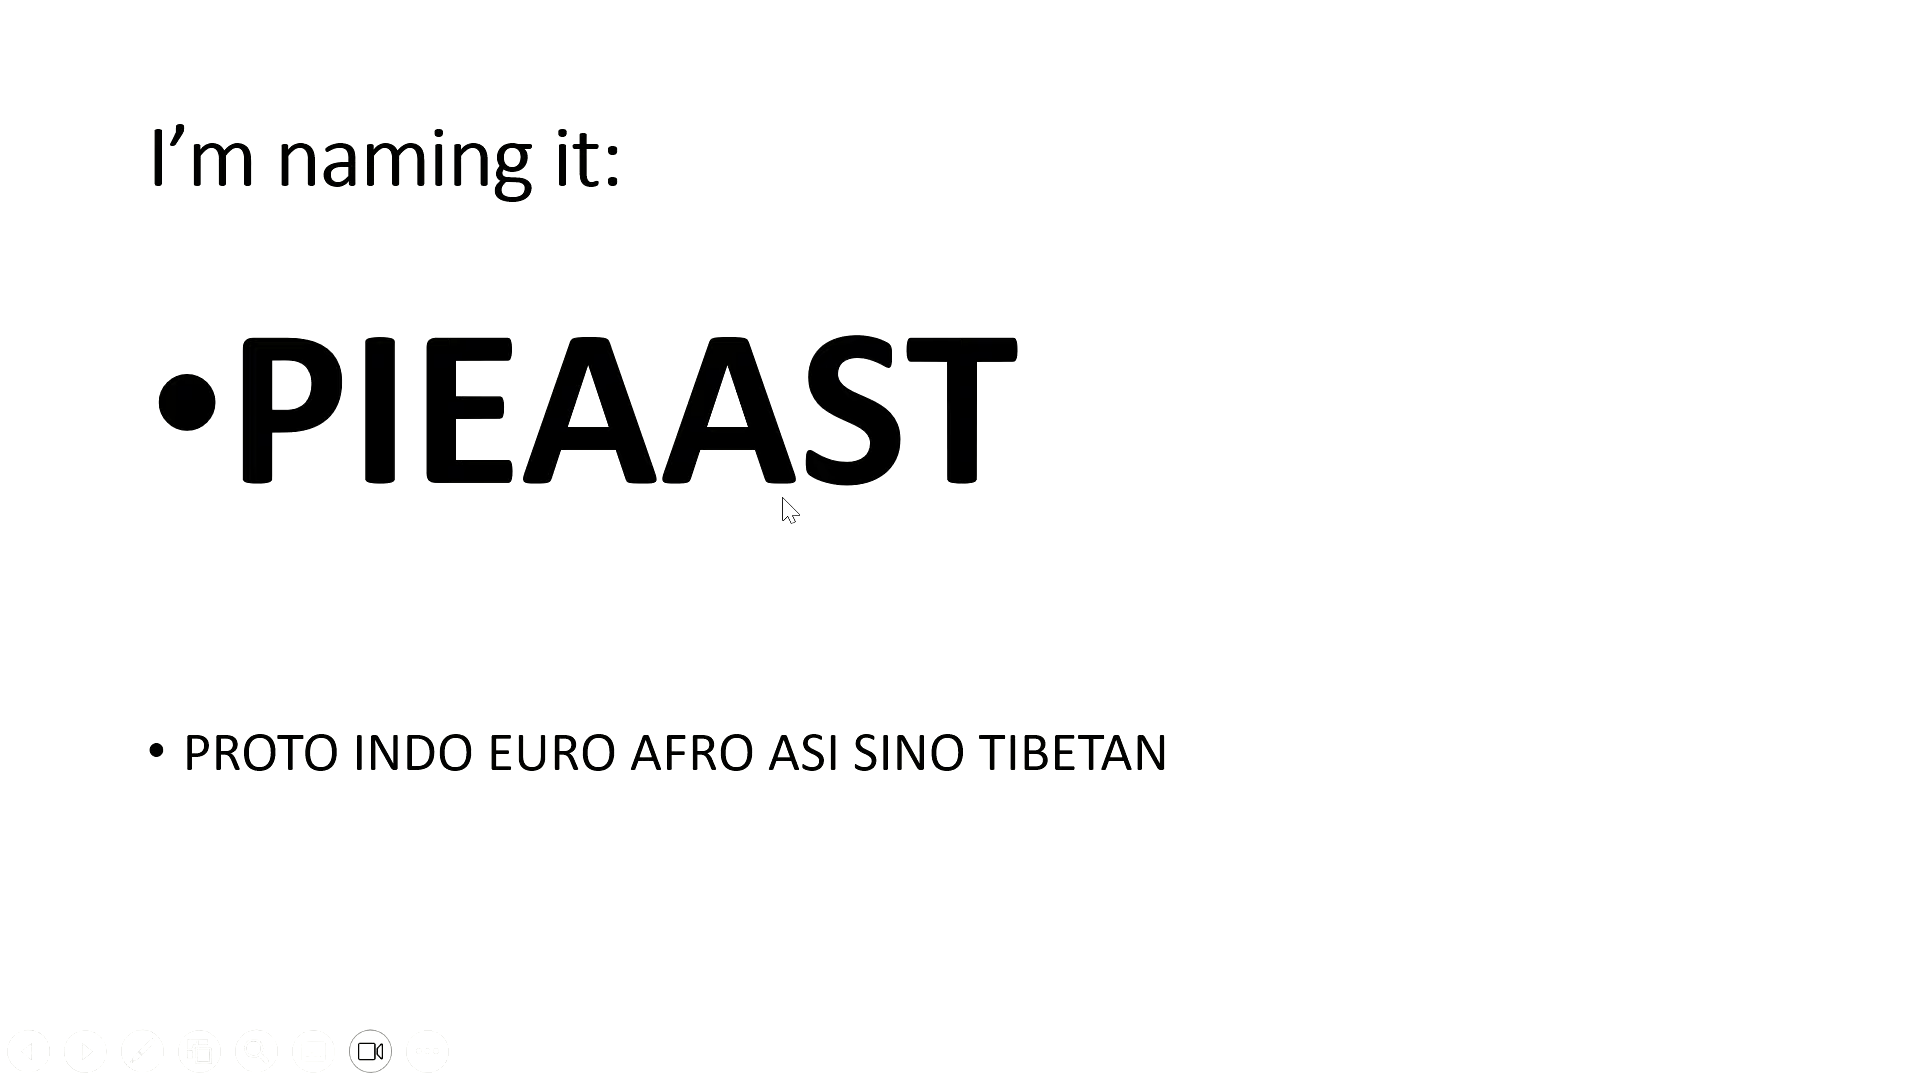 I’m naming it:
•PIEAAST
• PROTO INDO EURO AFRO ASI SINO TIBETAN